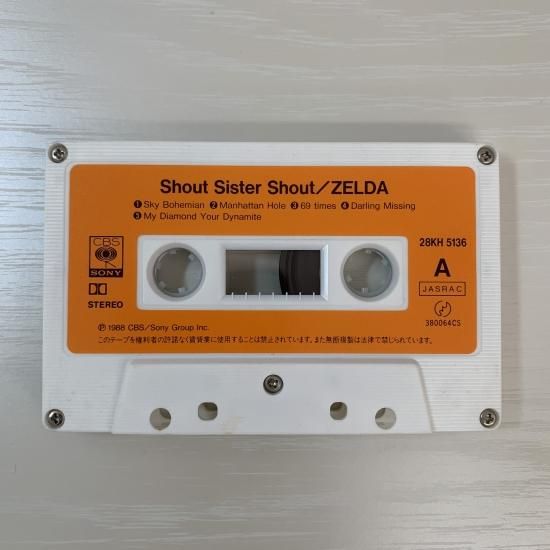 Shout Sister Shout／ZELDA
❶Sky Bohemian ❷Manhattan Hole ❸69 times ❹Darling Missing
❺My Diamond Your Dynamite
CBS
SONY
28KH 5136
A
JASRAC
STEREO
380064CS
Ⓟ1988 CBS／Sony Group Inc.
このテープを権利者の許諾なく賃貸業に使用することは禁止されています。また無断複製は法律で禁じられています。